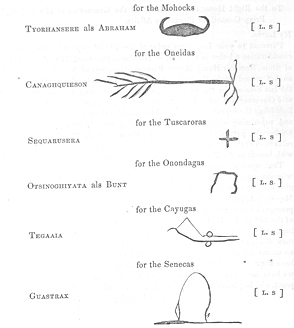 for the Mohocks
TYORHANSERE als ABRAHAM [ L. S ]
for the Oneidas
CANAGHQUIESON [ L. S ]
for the Tuscaroras
SEQUARUSERA [ L. S ]
for the Onondagas
OTSINOGHIYATA als BUNT [ L. S ]
for the Cayugas
TEGAAIA [ L. S ]
for the Senecas
GUASTRAX [ L. S ]